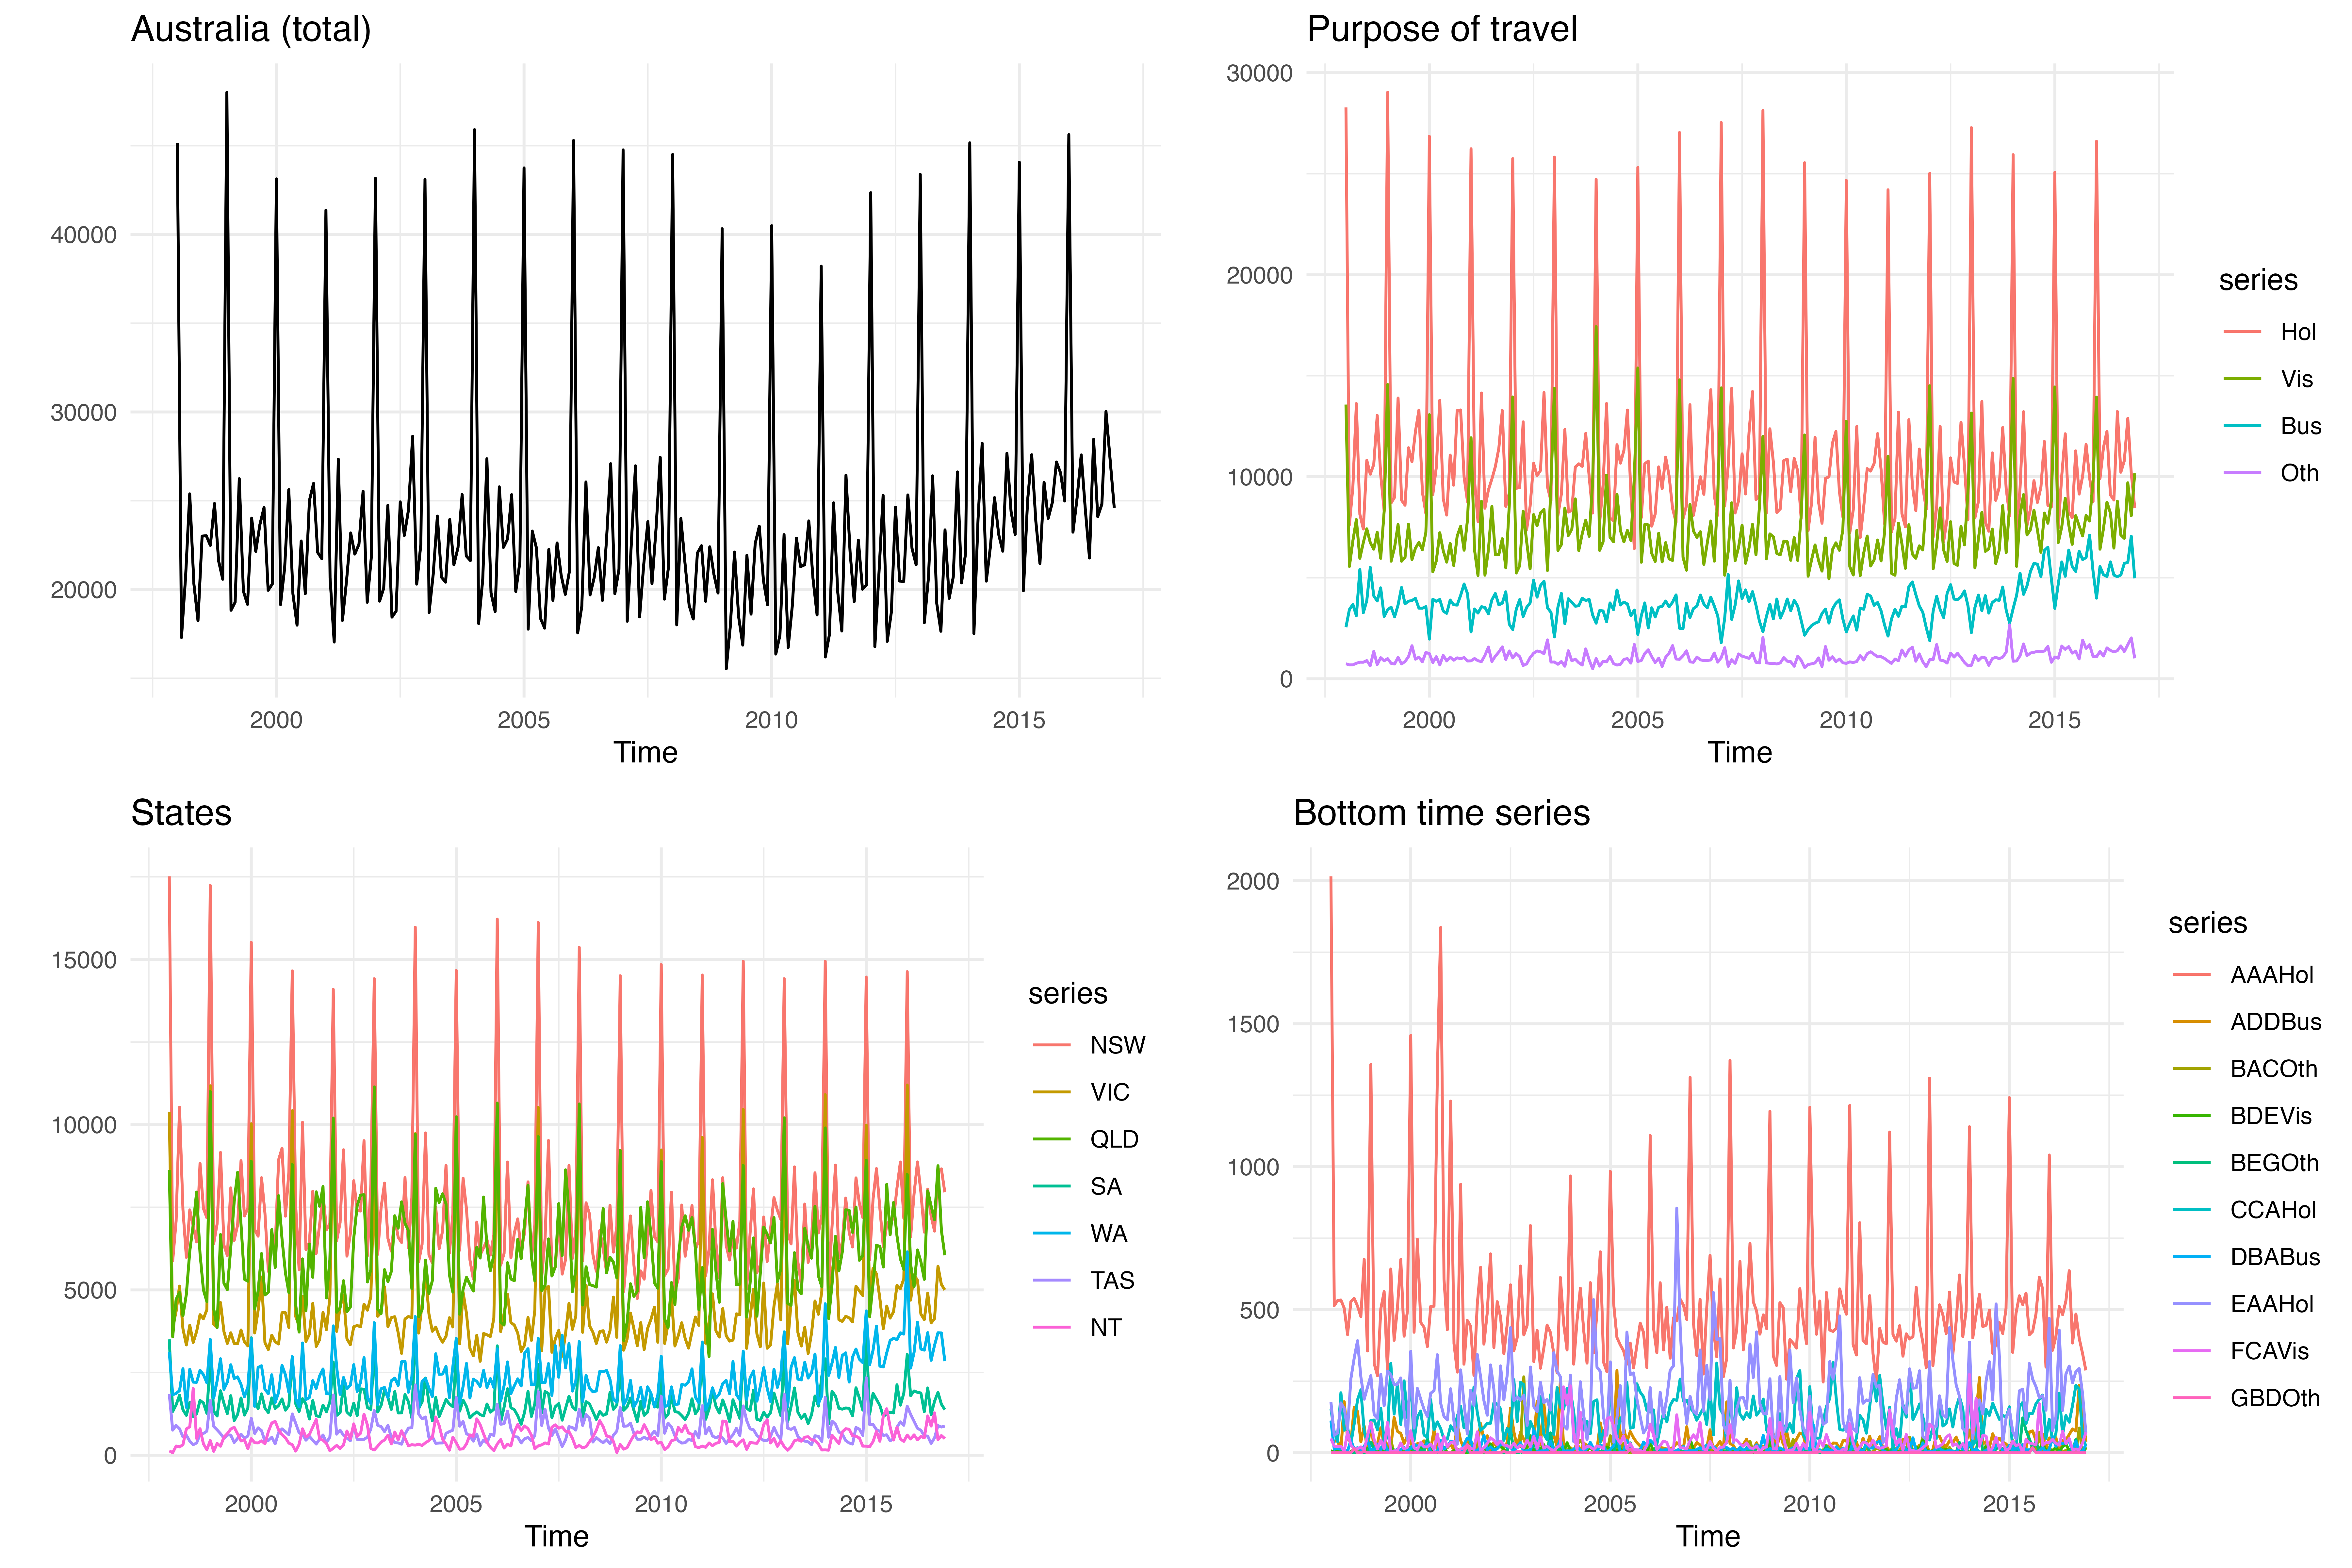 Australia (total)
40000
30000
20000
2000 2005 2010 2015
Time
Purpose of travel
30000
20000
10000
0
2000 2005 2010 2015
Time
series
Hol
Vis
Bus
Oth
States
15000
10000
5000
0
2000 2005 2010 2015
Time
series
NSW
VIC
QLD
SA
WA
TAS
NT
Bottom time series
2000
1500
1000
500
0
2000 2005 2010 2015
Time
series
AAAHol
ADDBus
BACOth
BDEVis
BEGOth
CCAHol
DBABus
EAAHol
FCAVis
GBDOth